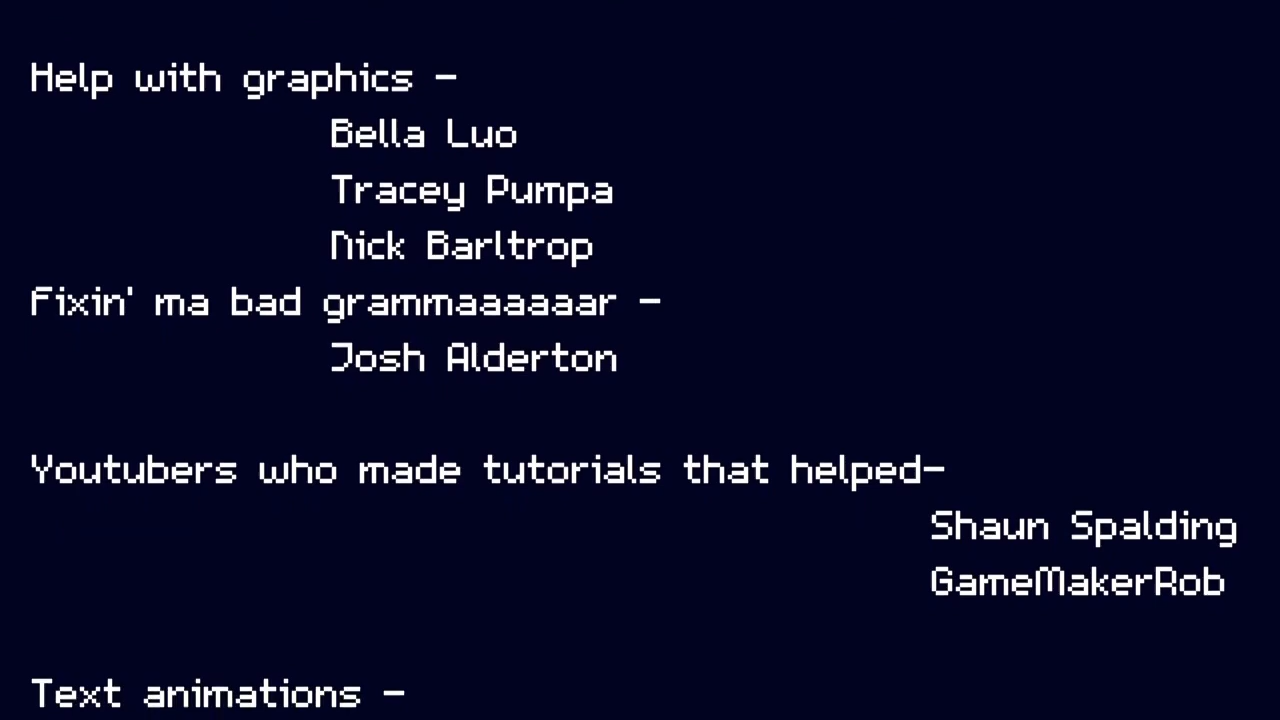 Help with graphics -
Bella Luo
Tracey Pumpa
Nick Barltrop
Fixin' ma bad grammaaaaaar -
Josh Alderton
Youtubers who made tutorials that helped-
Shaun Spalding
GameMakerRob
Text animations -